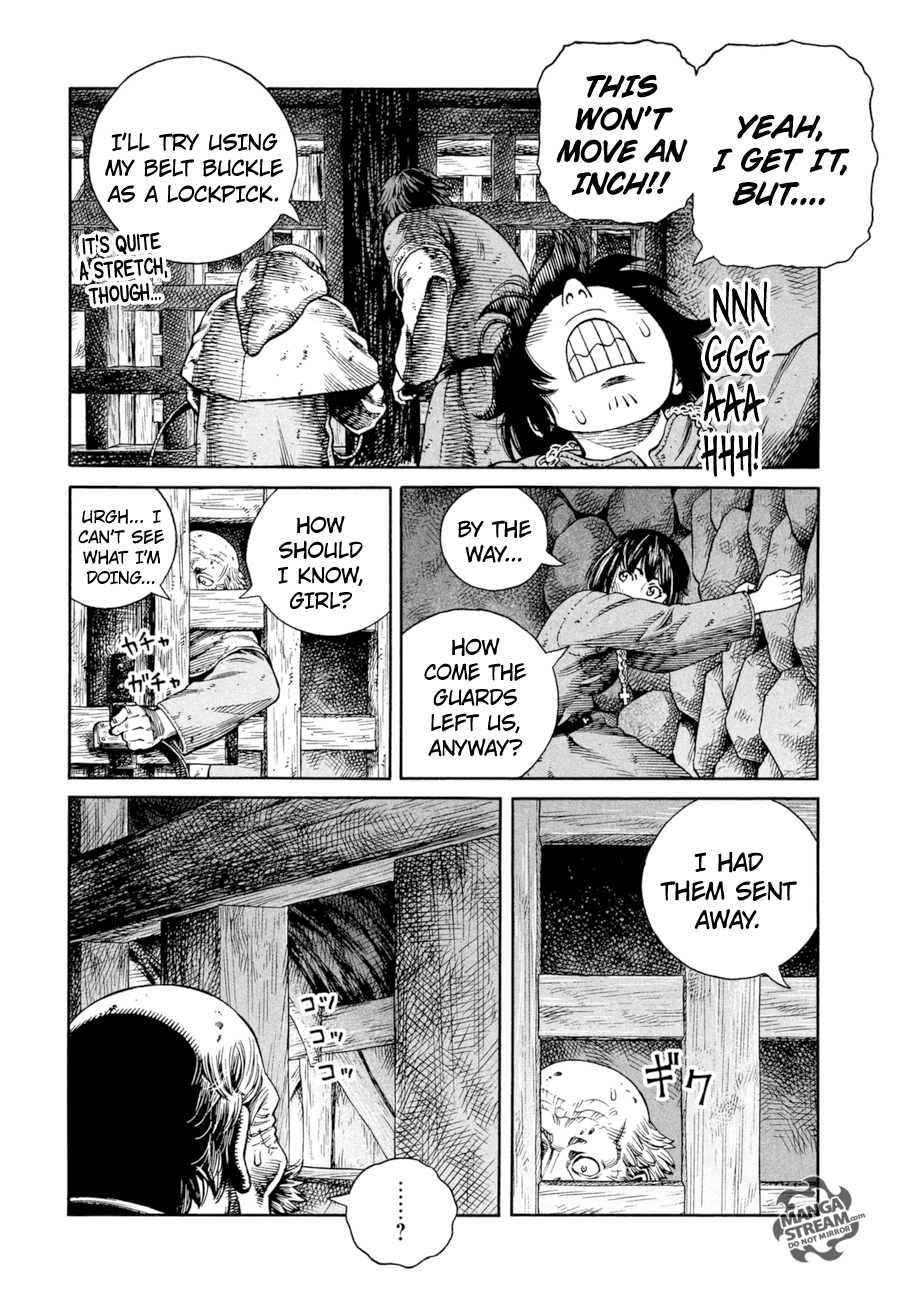 YEAH,
I GET IT,
BUT....
THIS
WON'T
MOVE AN
INCH!!
NNN
GGG
AAA
HHH!
I'LL TRY USING
MY BELT BUCKLE
AS A LOCKPICK.
IT'S QUITE
A STRETCH,
THOUGH...
BY THE
WAY...
HOW
COME THE
GUARDS
LEFT US,
ANYWAY?
HOW
SHOULD
I KNOW,
GIRL?
URGH... I
CAN'T SEE
WHAT I'M
DOING...
カチャ
ガチャ
I HAD
THEM SENT
AWAY.
ギク
コツ
コツ
コツ
......
?
MANGA
STREAM.com
DO NOT MIRROR